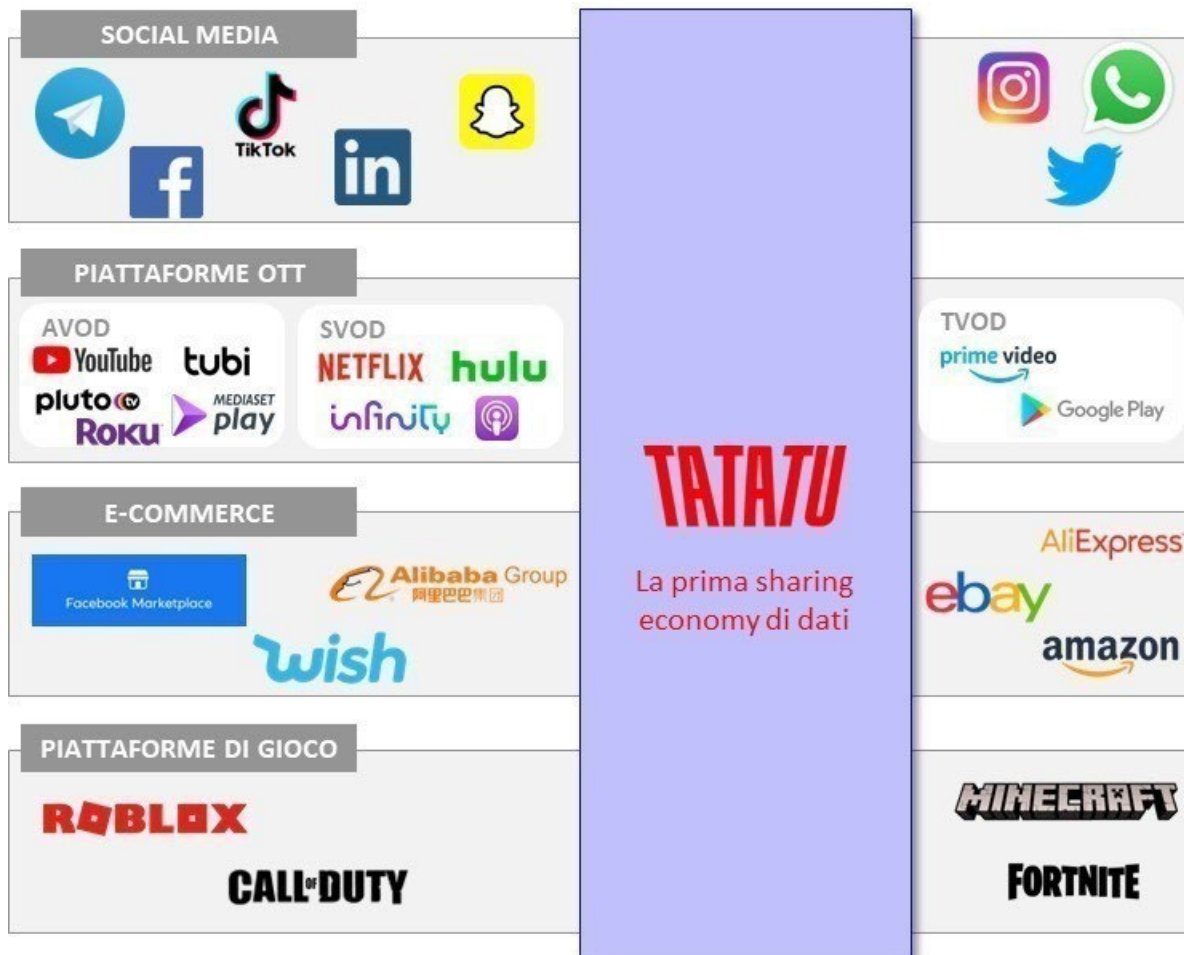 SOCIAL MEDIA
TikTok
in
PIATTAFORME OTT
AVOD
YouTube
tubi
pluto tv
ROKU
MEDIASET
play
SVOD
NETFLIX
hulu
infinity
TVOD
prime video
Google Play
E-COMMERCE
Facebook Marketplace
Alibaba Group
阿里巴巴集团
wish
TATATU
La prima sharing
economy di dati
AliExpress
ebay
amazon
PIATTAFORME DI GIOCO
ROBLOX
CALL OF DUTY
MINECRAFT
FORTNITE